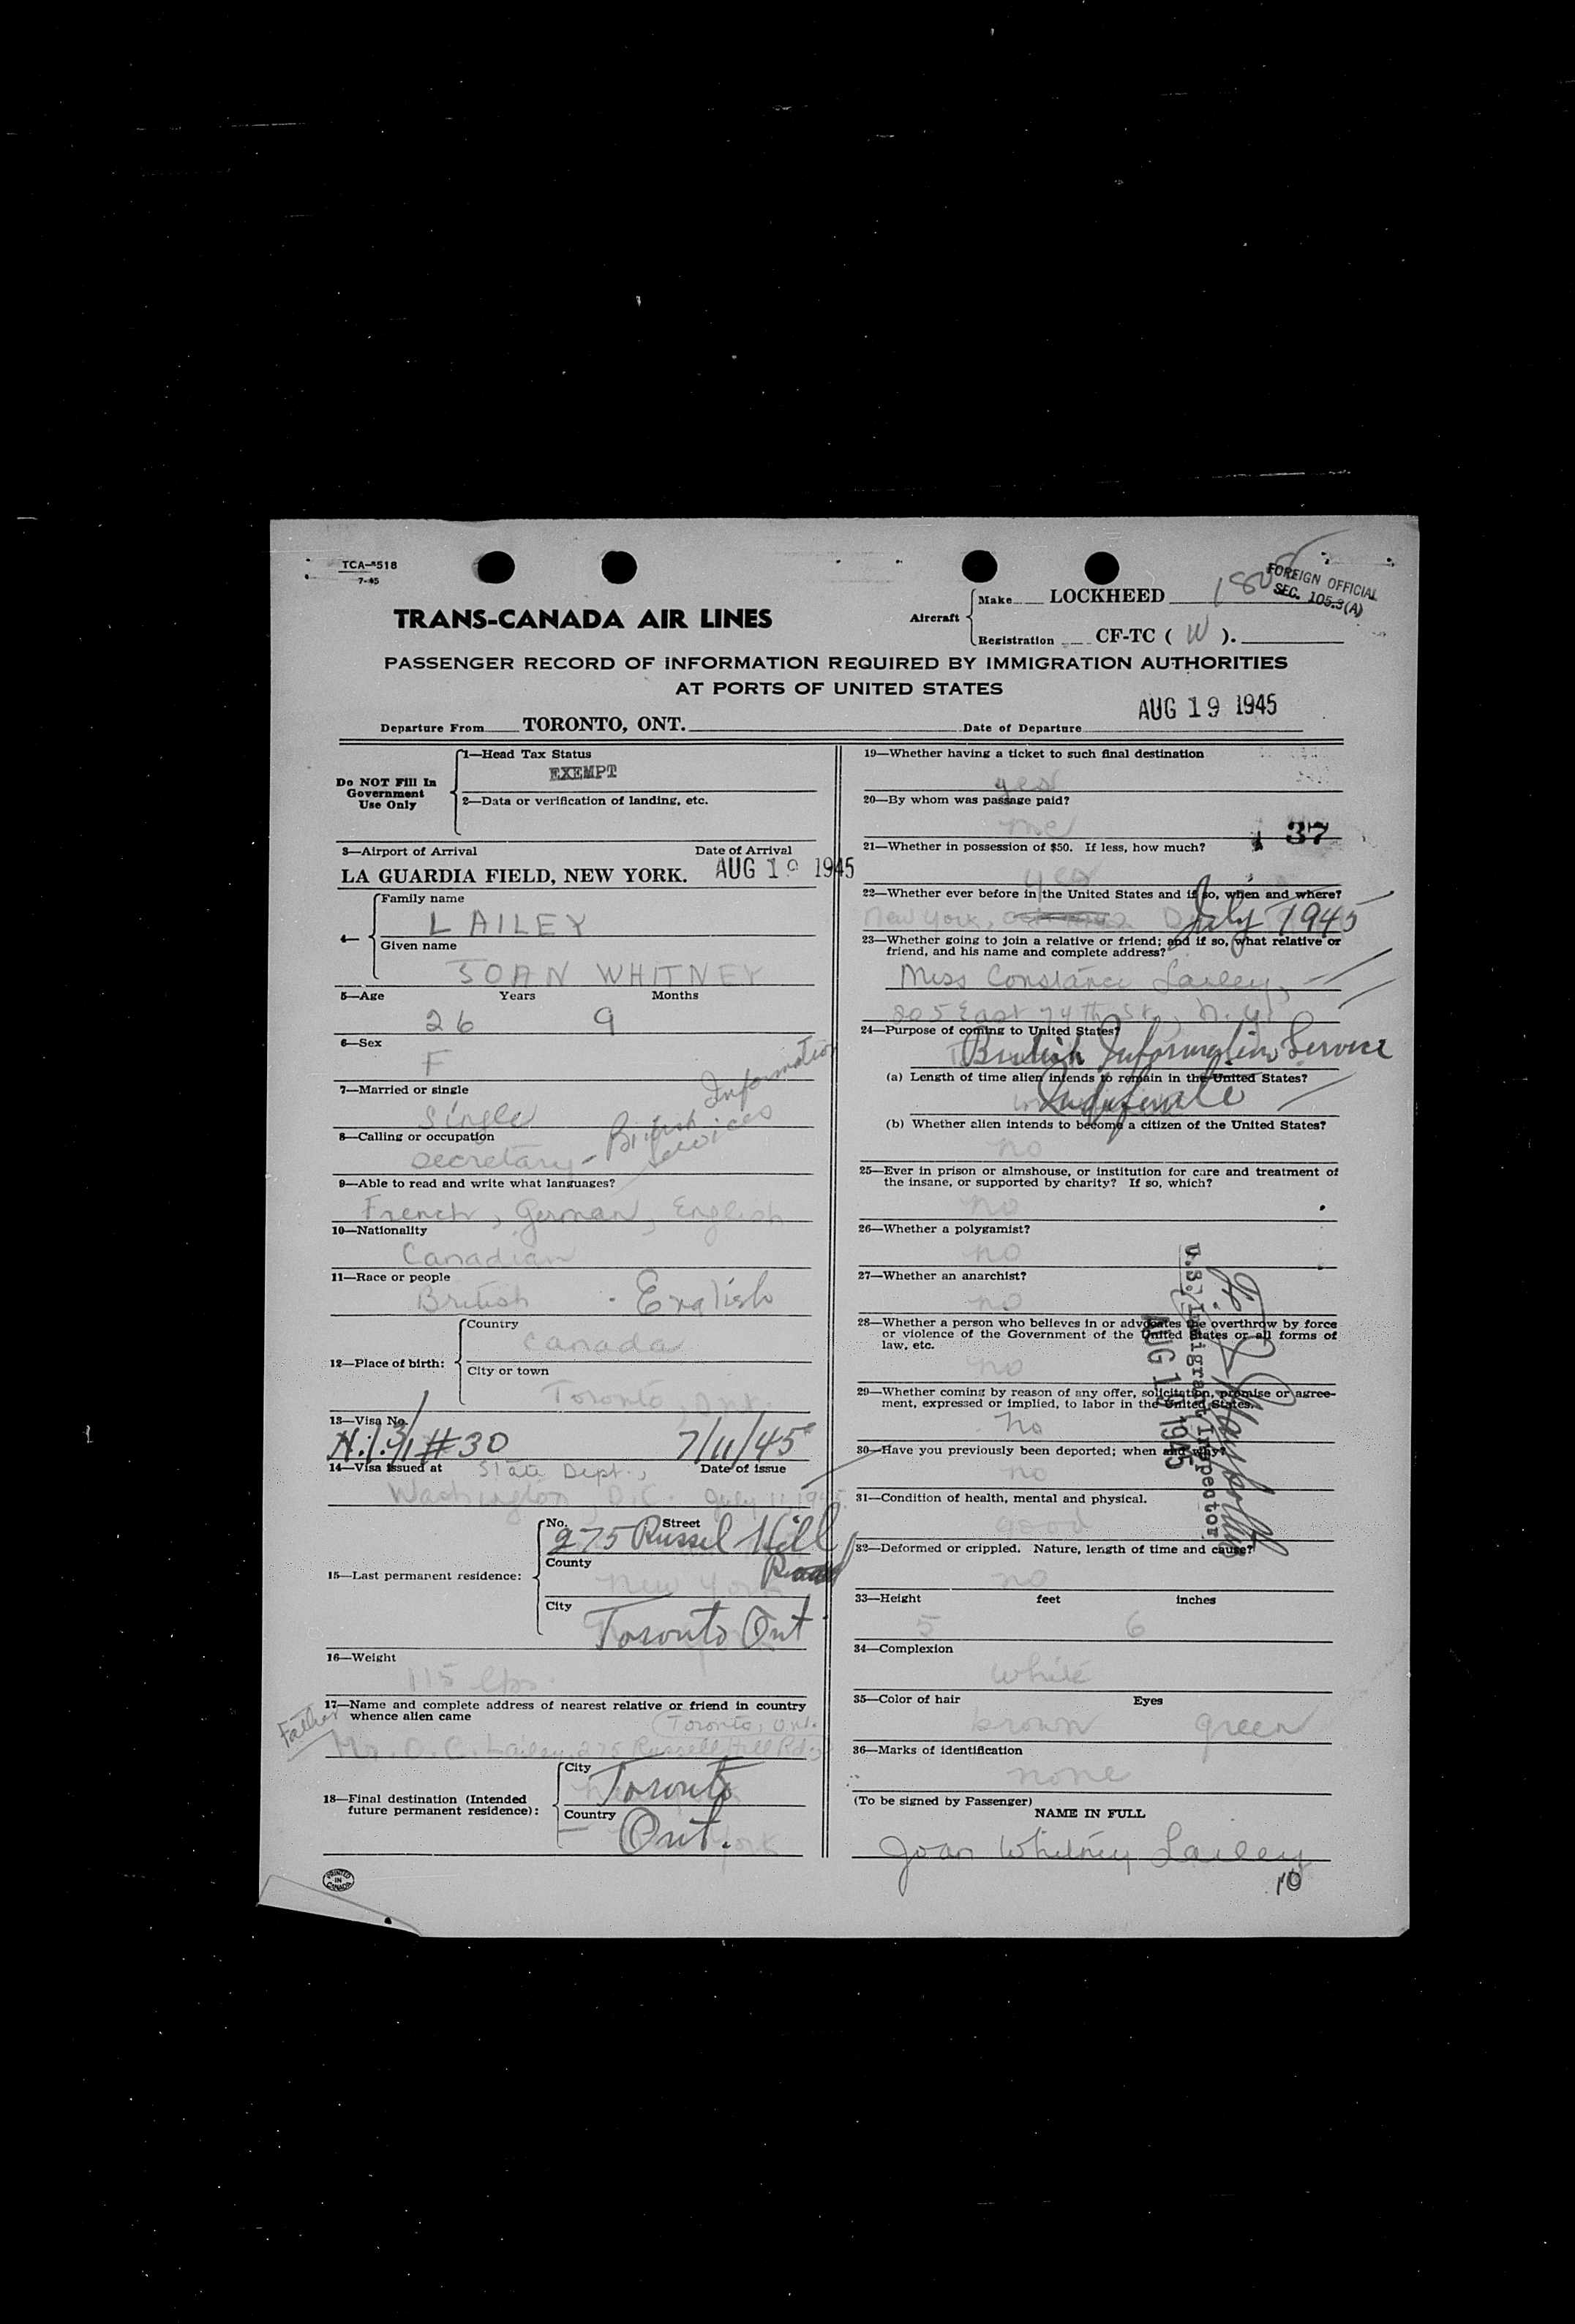 TCA-518
7-45
FOREIGN OFFICIAL
SEC. 105.3(A)
TRANS-CANADA AIR LINES
Aircraft
Make LOCKHEED
Registration CF-TC ( W ).
PASSENGER RECORD OF INFORMATION REQUIRED BY IMMIGRATION AUTHORITIES
AT PORTS OF UNITED STATES
AUG 19 1945
Departure From TORONTO, ONT. Date of Departure
Do NOT Fill In
Government
Use Only
1—Head Tax Status
EXEMPT
2—Data or verification of landing, etc.
3—Airport of Arrival Date of Arrival
LA GUARDIA FIELD, NEW YORK. AUG 19 1945
4—
Family name
LAILEY
Given name
JOAN WHITNEY
5—Age Years Months
26 9
6—Sex
F
7—Married or single
Single
8—Calling or occupation
Secretary - British Information Services
9—Able to read and write what languages?
French, German, English
10—Nationality
Canadian
11—Race or people
British - English
12—Place of birth:
Country
Canada
City or town
Toronto, Ont.
13—Visa No.
#30 7/11/45
14—Visa issued at Date of issue
State Dept.,
Washington, D.C. July 11, 1945
15—Last permanent residence:
No. Street
275 Russel Hill
Road
County
New York
City
Toronto Ont
16—Weight
115 lbs.
17—Name and complete address of nearest relative or friend in country
whence alien came
Father
Toronto, Ont.
Mr. O. C. Lailey, 275 Russell Hill Rd.,
18—Final destination (Intended
future permanent residence):
City
Toronto
Country
Ont.
PRINTED
IN
CANADA
19—Whether having a ticket to such final destination
yes
20—By whom was passage paid?
me
37
21—Whether in possession of $50. If less, how much?
yes
22—Whether ever before in the United States and if so, when and where?
New York, July 1945
23—Whether going to join a relative or friend; and if so, what relative or
friend, and his name and complete address?
Miss Constance Lailey,
205 East 74th St., N.Y.
24—Purpose of coming to United States?
British Information Service
(a) Length of time alien intends to remain in the United States?
Indefinite
(b) Whether alien intends to become a citizen of the United States?
no
25—Ever in prison or almshouse, or institution for care and treatment of
the insane, or supported by charity? If so, which?
no
26—Whether a polygamist?
no
27—Whether an anarchist?
no
28—Whether a person who believes in or advocates the overthrow by force
or violence of the Government of the United States or all forms of
law, etc.
no
29—Whether coming by reason of any offer, solicitation, promise or agree-
ment, expressed or implied, to labor in the United States.
no
30—Have you previously been deported; when and why?
no
31—Condition of health, mental and physical.
good
32—Deformed or crippled. Nature, length of time and cause?
no
33—Height feet inches
5 6
34—Complexion
white
35—Color of hair Eyes
brown green
36—Marks of identification
none
(To be signed by Passenger)
NAME IN FULL
Joan Whitney Lailey
10
U.S. Immigrant Inspector
AUG 19 1945